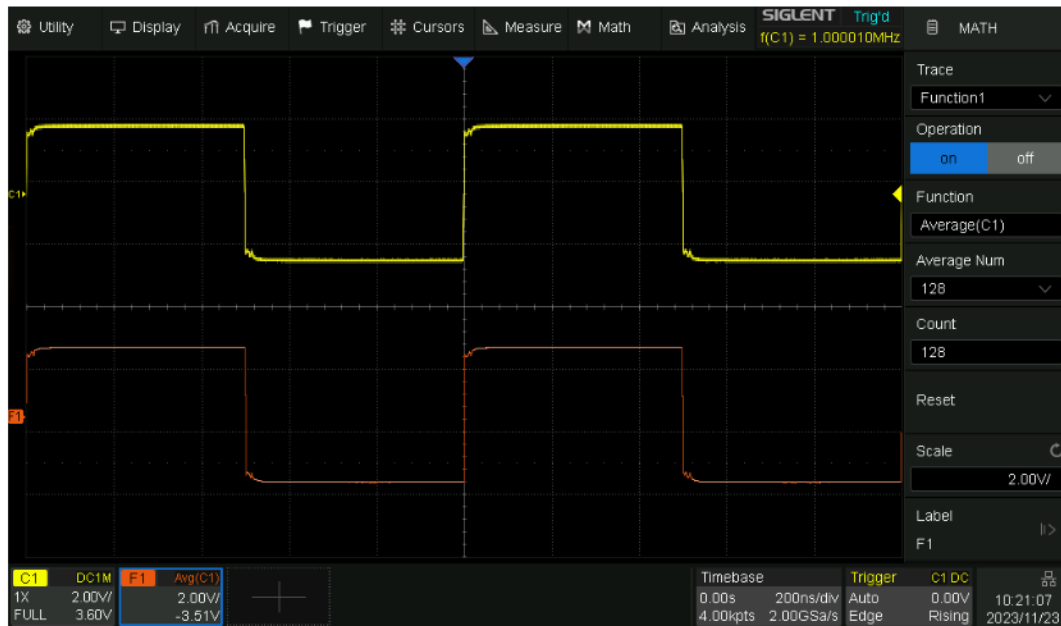 Utility Display Acquire Trigger Cursors Measure Math Analysis SIGLENT Trig'd MATH
f(C1) = 1.000010MHz
Trace
Function1
Operation
on off
Function
Average(C1)
Average Num
128
Count
128
Reset
Scale
2.00V/
Label
F1
C1
F1
C1 DC1M F1 Avg(C1) Timebase Trigger C1 DC
1X 2.00V/ 2.00V/ 0.00s 200ns/div Auto 0.00V 10:21:07
FULL 3.60V -3.51V 4.00kpts 2.00GSa/s Edge Rising 2023/11/23